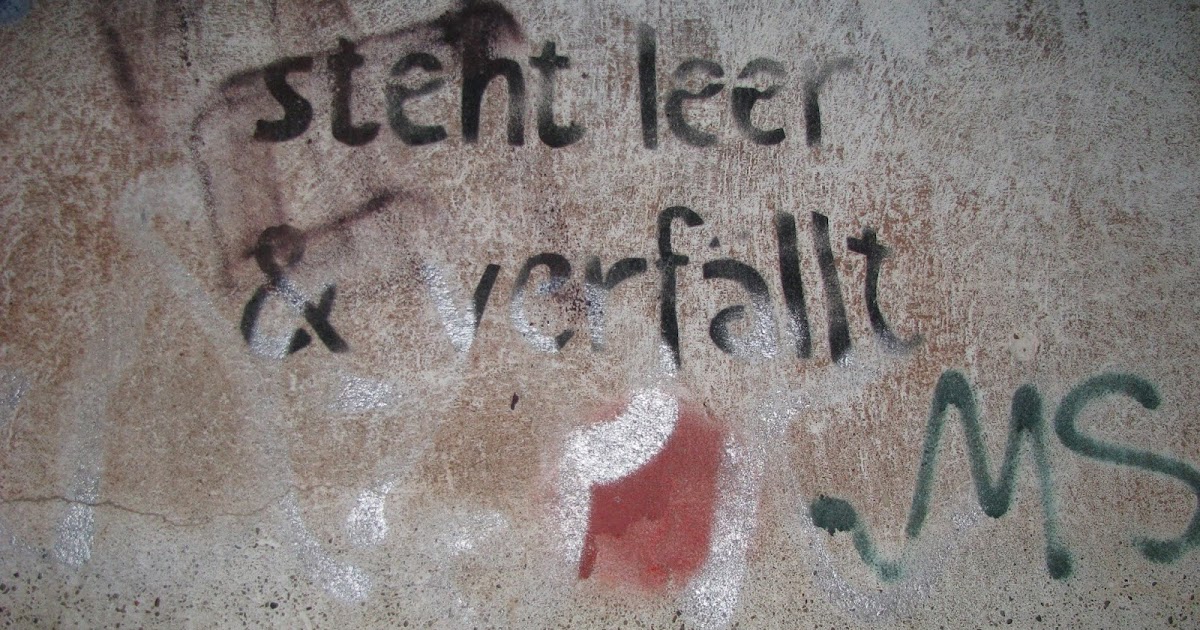 steht leer
& verfällt
MS